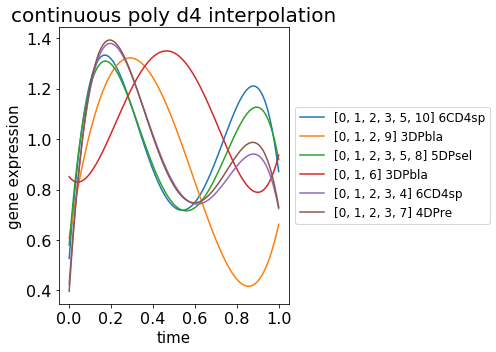 continuous poly d4 interpolation
gene expression
1.4
1.2
1.0
0.8
0.6
0.4
0.0 0.2 0.4 0.6 0.8 1.0
time
[0, 1, 2, 3, 5, 10] 6CD4sp
[0, 1, 2, 9] 3DPbla
[0, 1, 2, 3, 5, 8] 5DPsel
[0, 1, 6] 3DPbla
[0, 1, 2, 3, 4] 6CD4sp
[0, 1, 2, 3, 7] 4DPre